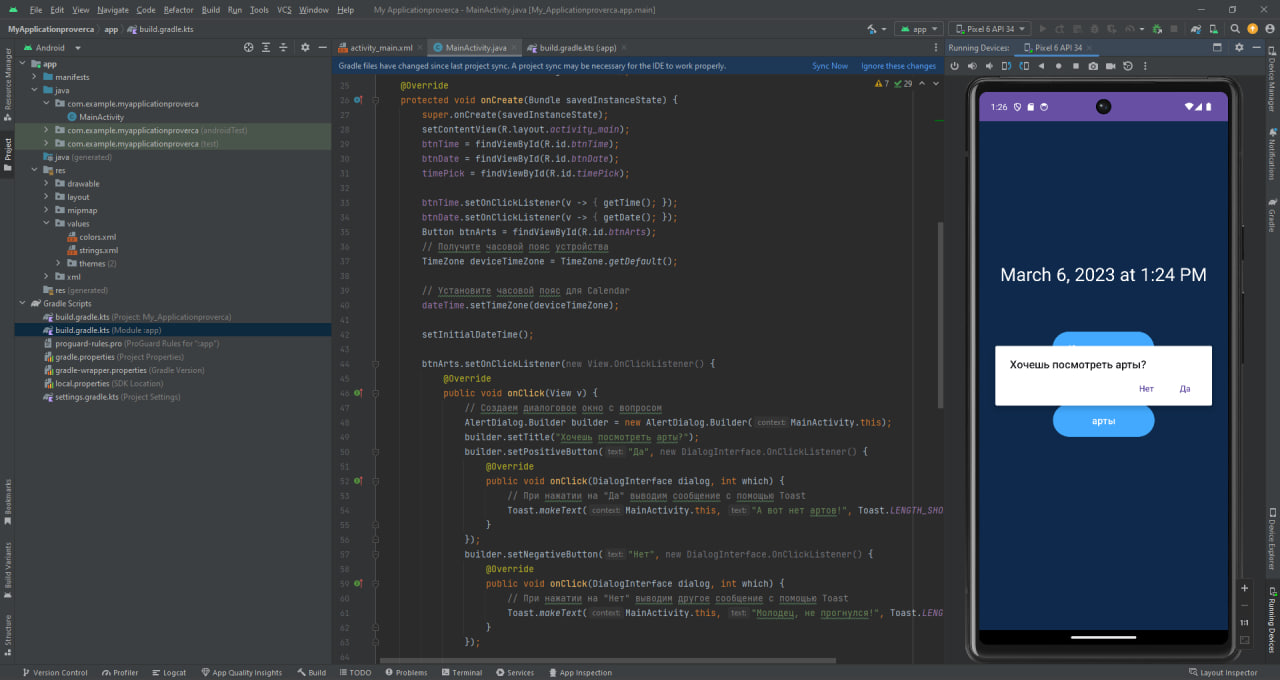 File Edit View Navigate Code Refactor Build Run Tools VCS Window Help My Applicationproverca - MainActivity.java [My_Applicationproverca.app.main]
MyApplicationproverca app build.gradle.kts
app Pixel 6 API 34
Android
activity_main.xml MainActivity.java build.gradle.kts (:app)
Running Devices: Pixel 6 API 34
Gradle files have changed since last project sync. A project sync may be necessary for the IDE to work properly. Sync Now Ignore these changes
Resource Manager
Project
Bookmarks
Build Variants
Structure
app
manifests
java
com.example.myapplicationproverca
MainActivity
com.example.myapplicationproverca (androidTest)
com.example.myapplicationproverca (test)
java (generated)
res
drawable
layout
mipmap
values
colors.xml
strings.xml
themes (2)
xml
res (generated)
Gradle Scripts
build.gradle.kts (Project: My_Applicationproverca)
build.gradle.kts (Module :app)
proguard-rules.pro (ProGuard Rules for ":app")
gradle.properties (Project Properties)
gradle-wrapper.properties (Gradle Version)
local.properties (SDK Location)
settings.gradle.kts (Project Settings)
7 29
25 @Override
26 protected void onCreate(Bundle savedInstanceState) {
27 super.onCreate(savedInstanceState);
28 setContentView(R.layout.activity_main);
29 btnTime = findViewById(R.id.btnTime);
30 btnDate = findViewById(R.id.btnDate);
31 timePick = findViewById(R.id.timePick);
32
33 btnTime.setOnClickListener(v -> { getTime(); });
34 btnDate.setOnClickListener(v -> { getDate(); });
35 Button btnArts = findViewById(R.id.btnArts);
36 // Получите часовой пояс устройства
37 TimeZone deviceTimeZone = TimeZone.getDefault();
38
39 // Установите часовой пояс для Calendar
40 dateTime.setTimeZone(deviceTimeZone);
41
42 setInitialDateTime();
43
44 btnArts.setOnClickListener(new View.OnClickListener() {
45 @Override
46 public void onClick(View v) {
47 // Создаем диалоговое окно с вопросом
48 AlertDialog.Builder builder = new AlertDialog.Builder( context: MainActivity.this);
49 builder.setTitle("Хочешь посмотреть арты?");
50 builder.setPositiveButton( text: "Да", new DialogInterface.OnClickListener() {
51 @Override
52 public void onClick(DialogInterface dialog, int which) {
53 // При нажатии на "Да" выводим сообщение с помощью Toast
54 Toast.makeText( context: MainActivity.this, text: "А вот нет артов!", Toast.LENGTH_SHO
55 }
56 });
57 builder.setNegativeButton( text: "Нет", new DialogInterface.OnClickListener() {
58 @Override
59 public void onClick(DialogInterface dialog, int which) {
60 // При нажатии на "Нет" выводим другое сообщение с помощью Toast
61 Toast.makeText( context: MainActivity.this, text: "Молодец, не прогнулся!", Toast.LENG
62 }
63 });
64
1:26
March 6, 2023 at 1:24 PM
Хочешь посмотреть арты?
Нет Да
арты
1:1
Device Manager
Notifications
Gradle
Device Explorer
Running Devices
Version Control Profiler Logcat App Quality Insights Build TODO Problems Terminal Services App Inspection Layout Inspector